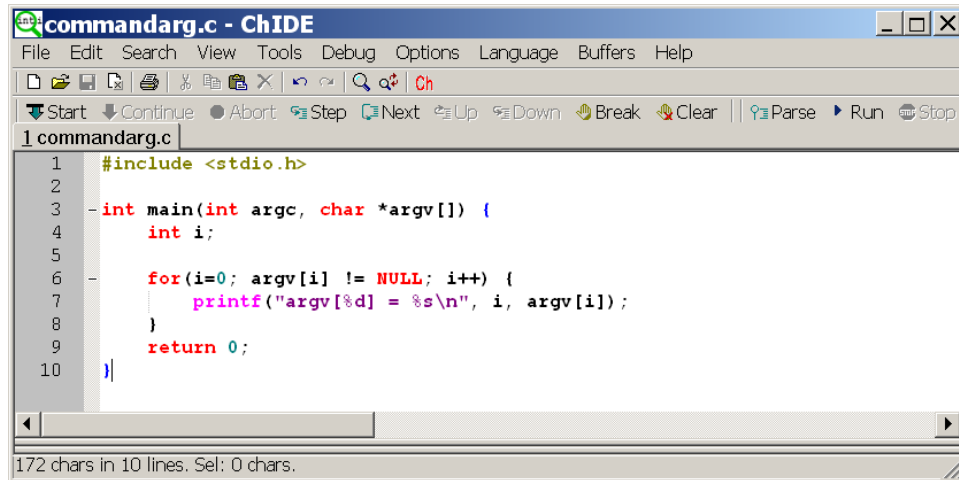 commandarg.c - ChIDE
File Edit Search View Tools Debug Options Language Buffers Help
Ch
Start Continue Abort Step Next Up Down Break Clear Parse Run Stop
1 commandarg.c
1 #include <stdio.h>
2
3 int main(int argc, char *argv[]) {
4 int i;
5
6 for(i=0; argv[i] != NULL; i++) {
7 printf("argv[%d] = %s\n", i, argv[i]);
8 }
9 return 0;
10 }
172 chars in 10 lines. Sel: 0 chars.